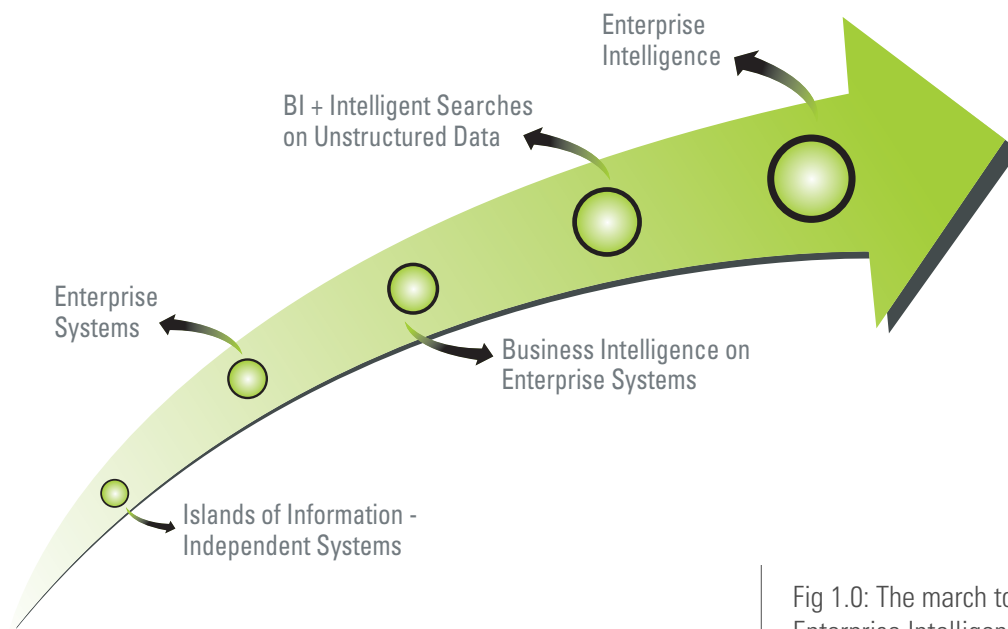 Enterprise
Intelligence
BI + Intelligent Searches
on Unstructured Data
Enterprise
Systems
Business Intelligence on
Enterprise Systems
Islands of Information -
Independent Systems
Fig 1.0: The march
Enterprise